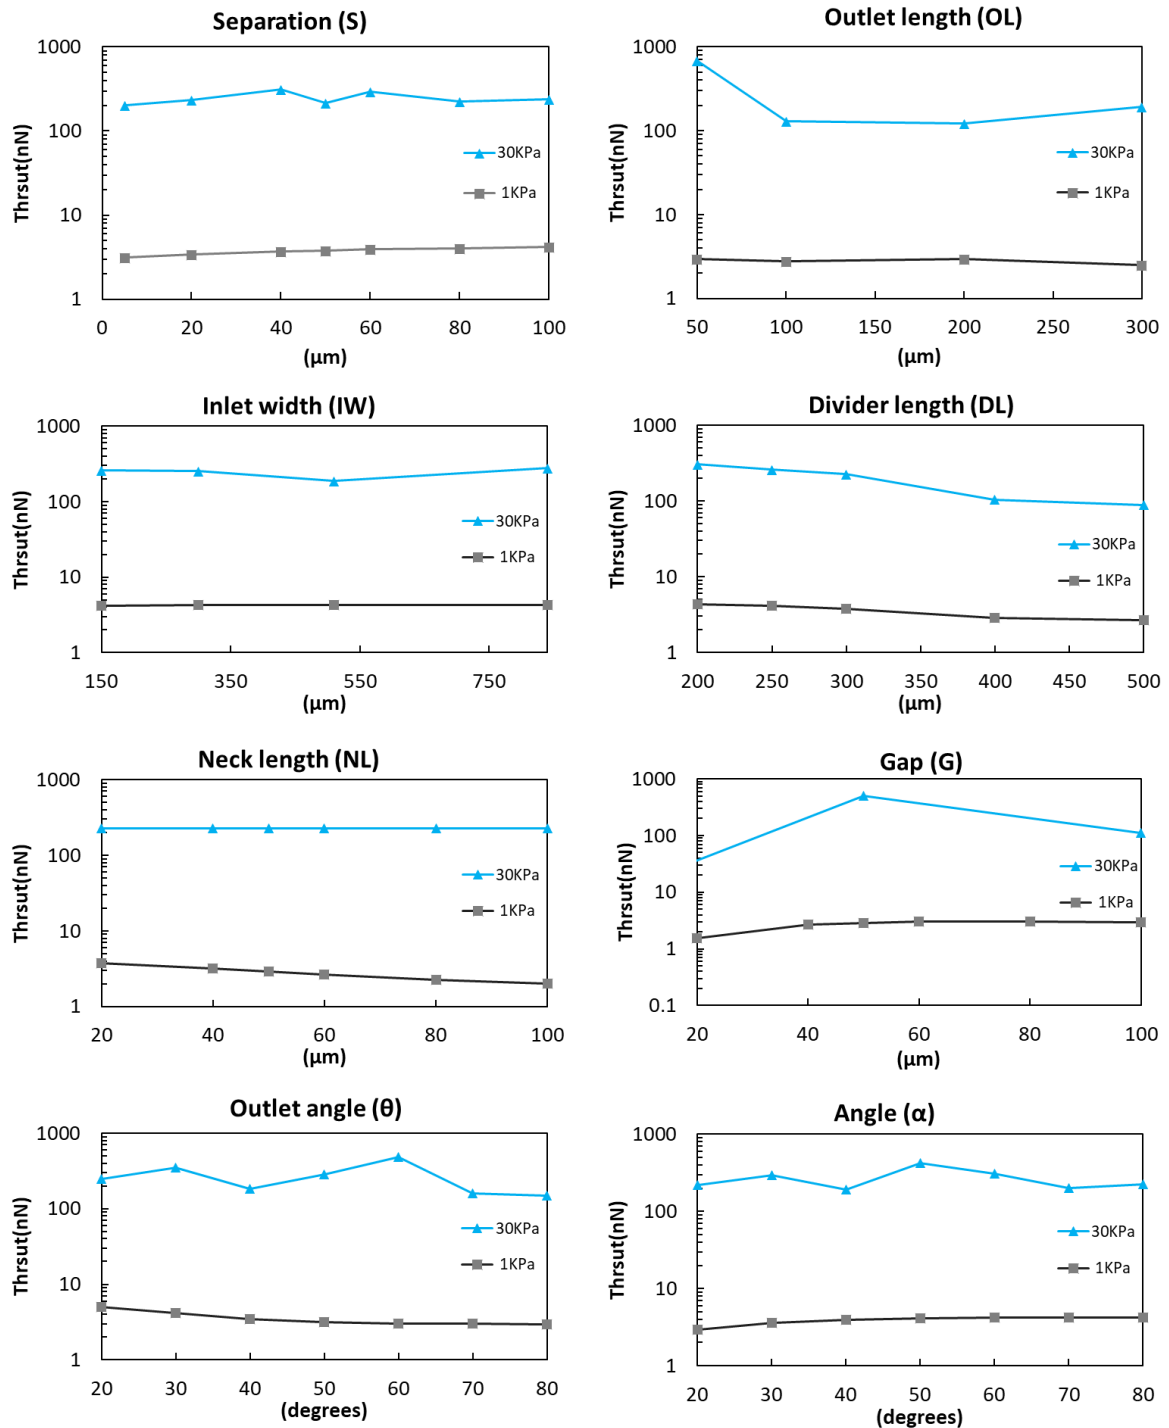 Separation (S)
1000
100
10
1
Thrsut(nN)
30KPa
1KPa
0 20 40 60 80 100
(μm)
Outlet length (OL)
1000
100
10
1
Thrsut(nN)
30KPa
1KPa
50 100 150 200 250 300
(μm)
Inlet width (IW)
1000
100
10
1
Thrsut(nN)
30KPa
1KPa
150 350 550 750
(μm)
Divider length (DL)
1000
100
10
1
Thrsut(nN)
30KPa
1KPa
200 250 300 350 400 450 500
(μm)
Neck length (NL)
1000
100
10
1
Thrsut(nN)
30KPa
1KPa
20 40 60 80 100
(μm)
Gap (G)
1000
100
10
1
0.1
Thrsut(nN)
30KPa
1KPa
20 40 60 80 100
(μm)
Outlet angle (θ)
1000
100
10
1
Thrsut(nN)
30KPa
1KPa
20 30 40 50 60 70 80
(degrees)
Angle (α)
1000
100
10
1
Thrsut(nN)
30KPa
1KPa
20 30 40 50 60 70 80
(degrees)